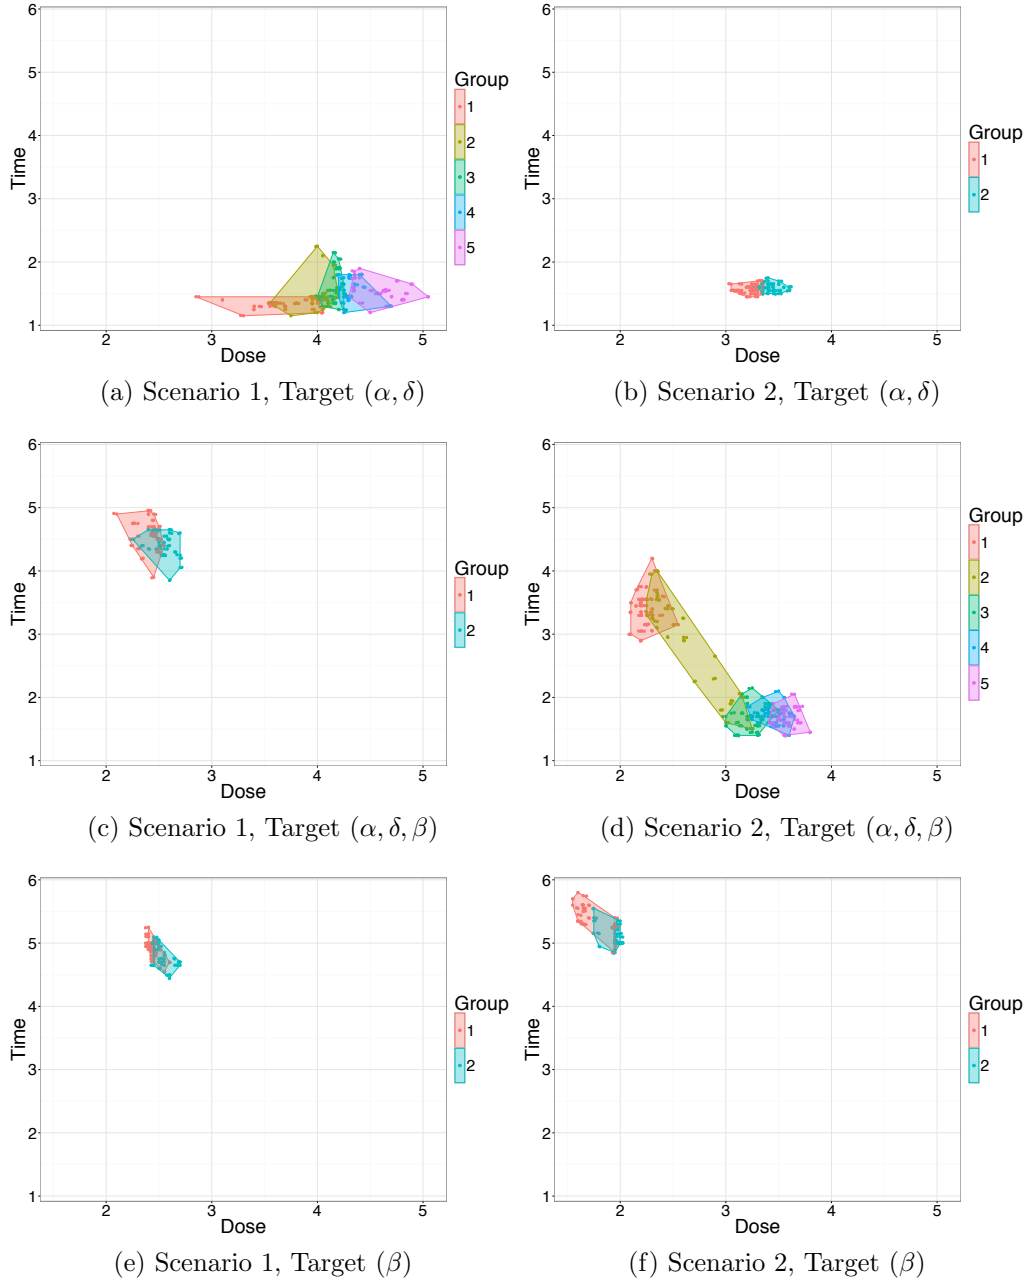 6
5
4
3
2
1
Time
2 3 4 5
Dose
Group
1
2
3
4
5
(a) Scenario 1, Target (α, δ)
6
5
4
3
2
1
Time
2 3 4 5
Dose
Group
1
2
(b) Scenario 2, Target (α, δ)
6
5
4
3
2
1
Time
2 3 4 5
Dose
Group
1
2
(c) Scenario 1, Target (α, δ, β)
6
5
4
3
2
1
Time
2 3 4 5
Dose
Group
1
2
3
4
5
(d) Scenario 2, Target (α, δ, β)
6
5
4
3
2
1
Time
2 3 4 5
Dose
Group
1
2
(e) Scenario 1, Target (β)
6
5
4
3
2
1
Time
2 3 4 5
Dose
Group
1
2
(f) Scenario 2, Target (β)